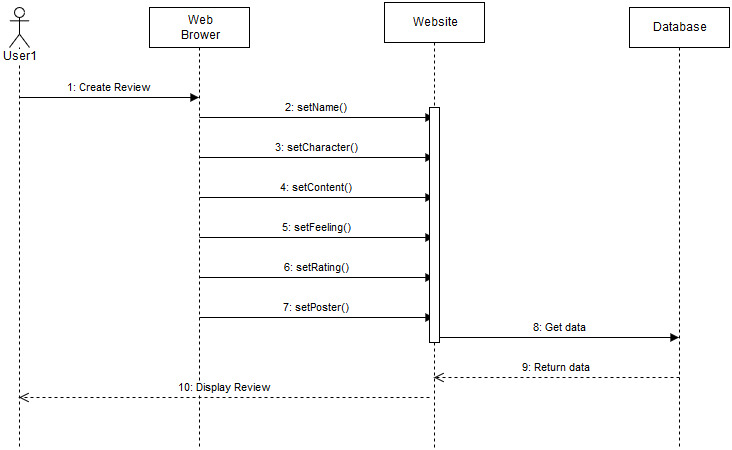 User1
Web
Brower
Website
Database
1: Create Review
2: setName()
3: setCharacter()
4: setContent()
5: setFeeling()
6: setRating()
7: setPoster()
8: Get data
9: Return data
10: Display Review